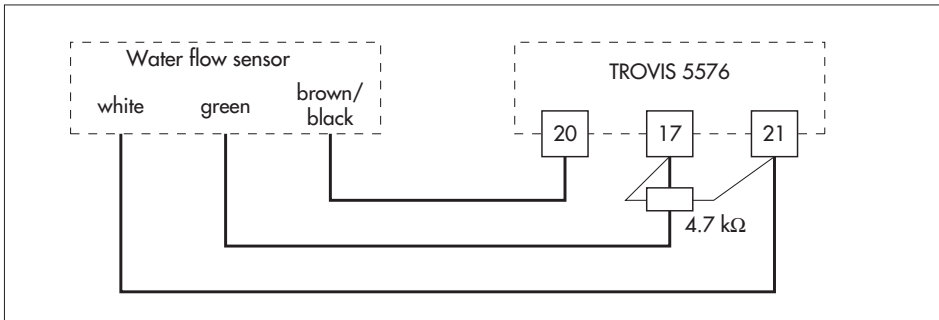 Water flow sensor
white
green
brown/
black
TROVIS 5576
20
17
21
4.7 kΩ